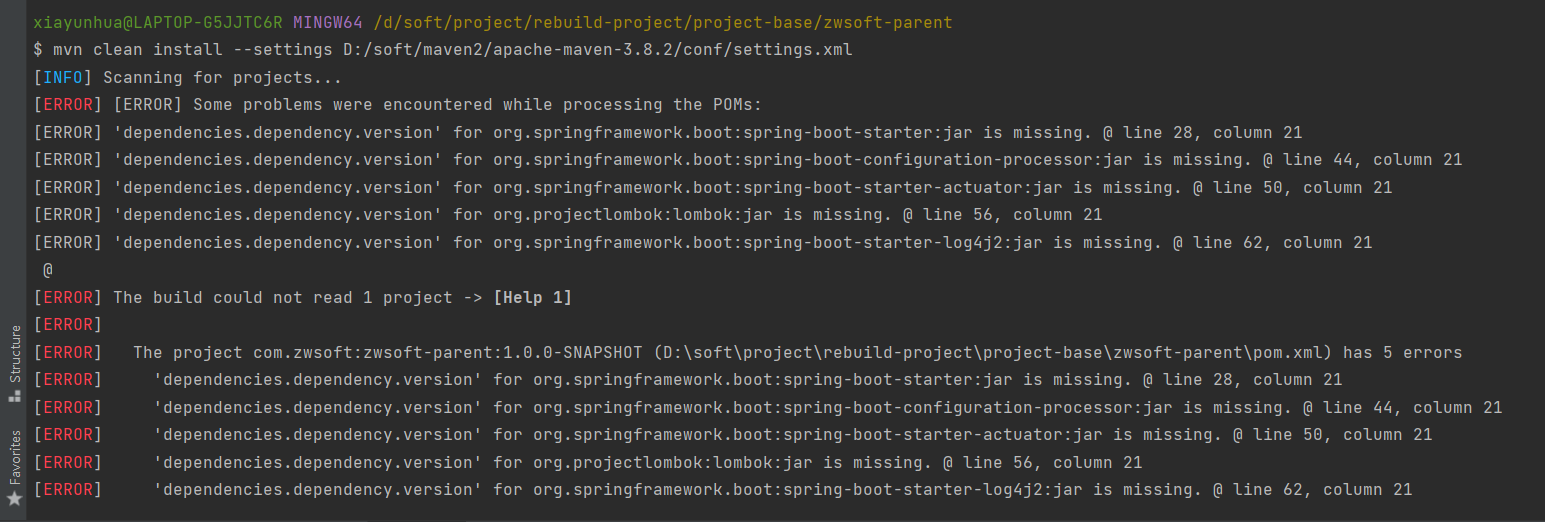 xiayunhua@LAPTOP-G5JJTC6R MINGW64 /d/soft/project/rebuild-project/project-base/zwsoft-parent
$ mvn clean install --settings D:/soft/maven2/apache-maven-3.8.2/conf/settings.xml
[INFO] Scanning for projects...
[ERROR] [ERROR] Some problems were encountered while processing the POMs:
[ERROR] 'dependencies.dependency.version' for org.springframework.boot:spring-boot-starter:jar is missing. @ line 28, column 21
[ERROR] 'dependencies.dependency.version' for org.springframework.boot:spring-boot-configuration-processor:jar is missing. @ line 44, column 21
[ERROR] 'dependencies.dependency.version' for org.springframework.boot:spring-boot-starter-actuator:jar is missing. @ line 50, column 21
[ERROR] 'dependencies.dependency.version' for org.projectlombok:lombok:jar is missing. @ line 56, column 21
[ERROR] 'dependencies.dependency.version' for org.springframework.boot:spring-boot-starter-log4j2:jar is missing. @ line 62, column 21
@
[ERROR] The build could not read 1 project -> [Help 1]
[ERROR]
[ERROR]   The project com.zwsoft:zwsoft-parent:1.0.0-SNAPSHOT (D:\soft\project\rebuild-project\project-base\zwsoft-parent\pom.xml) has 5 errors
[ERROR]     'dependencies.dependency.version' for org.springframework.boot:spring-boot-starter:jar is missing. @ line 28, column 21
[ERROR]     'dependencies.dependency.version' for org.springframework.boot:spring-boot-configuration-processor:jar is missing. @ line 44, column 21
[ERROR]     'dependencies.dependency.version' for org.springframework.boot:spring-boot-starter-actuator:jar is missing. @ line 50, column 21
[ERROR]     'dependencies.dependency.version' for org.projectlombok:lombok:jar is missing. @ line 56, column 21
[ERROR]     'dependencies.dependency.version' for org.springframework.boot:spring-boot-starter-log4j2:jar is missing. @ line 62, column 21
Structure
Favorites